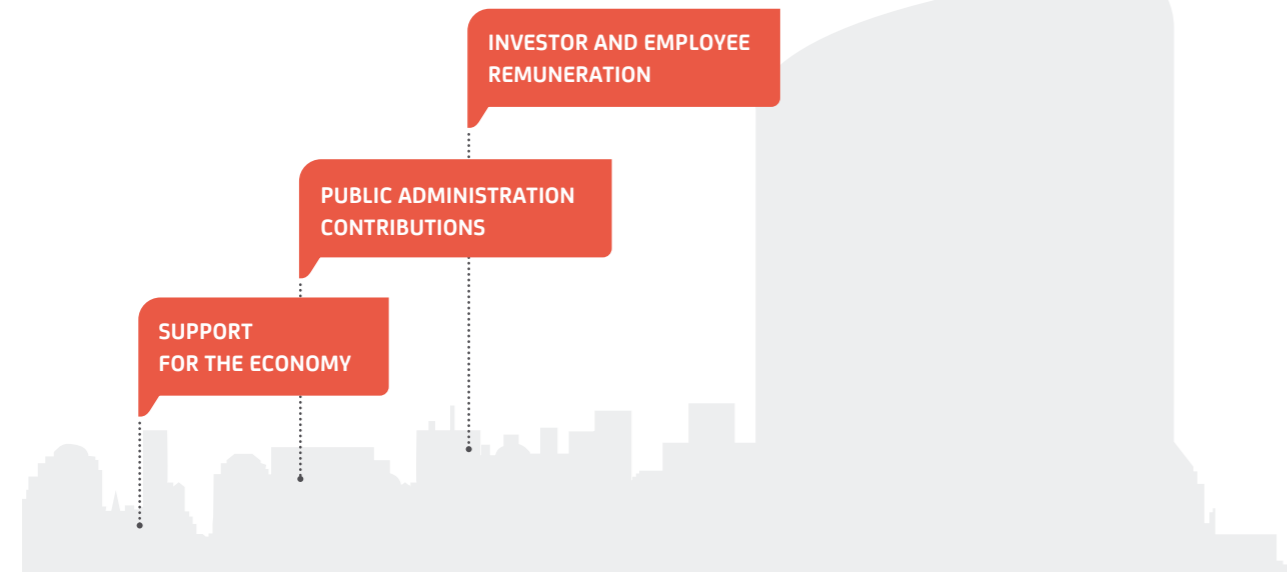 INVESTOR AND EMPLOYEE
REMUNERATION
PUBLIC ADMINISTRATION
CONTRIBUTIONS
SUPPORT
FOR THE ECONOMY